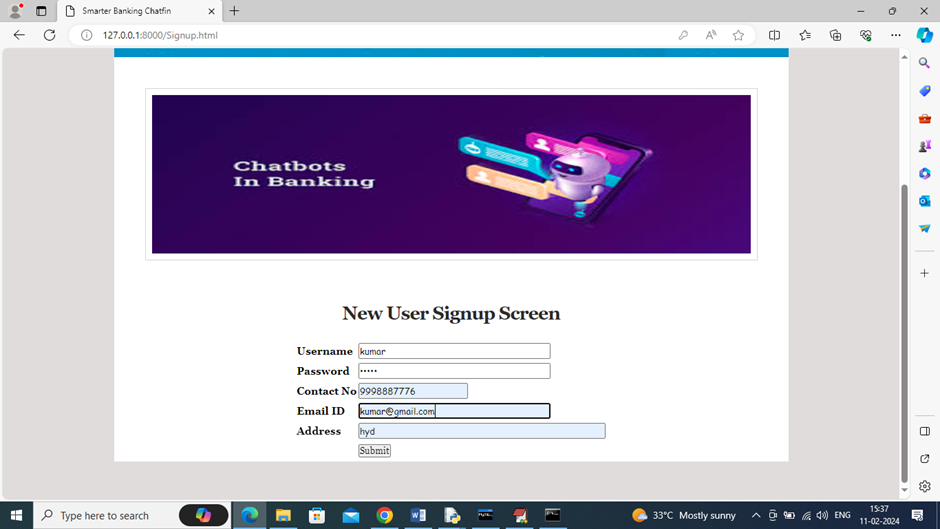 Smarter Banking Chatfin
127.0.0.1:8000/Signup.html
Chatbots
In Banking
New User Signup Screen
Username kumar
Password •••••
Contact No 9998887776
Email ID kumar@gmail.com
Address hyd
Submit
Type here to search
33°C Mostly sunny
ENG
15:37
11-02-2024